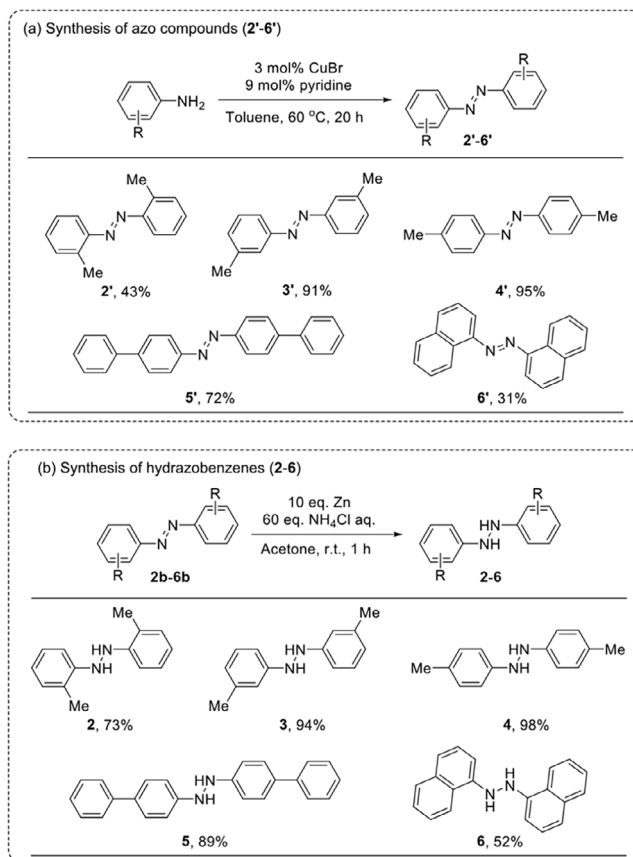 (a) Synthesis of azo compounds (2'-6')
NH2
R
3 mol% CuBr
9 mol% pyridine
Toluene, 60 °C, 20 h
R
N
N
R
2'-6'
Me
N
N
Me
2', 43%
Me
N
N
Me
3', 91%
Me
N
N
Me
4', 95%
N
N
5', 72%
N
N
6', 31%
(b) Synthesis of hydrazobenzenes (2-6)
R
N
N
R
2b-6b
10 eq. Zn
60 eq. NH4Cl aq.
Acetone, r.t., 1 h
R
HN
NH
R
2-6
Me
HN
NH
Me
2, 73%
Me
HN
NH
Me
3, 94%
Me
HN
NH
Me
4, 98%
HN
NH
5, 89%
H
N
N
H
6, 52%